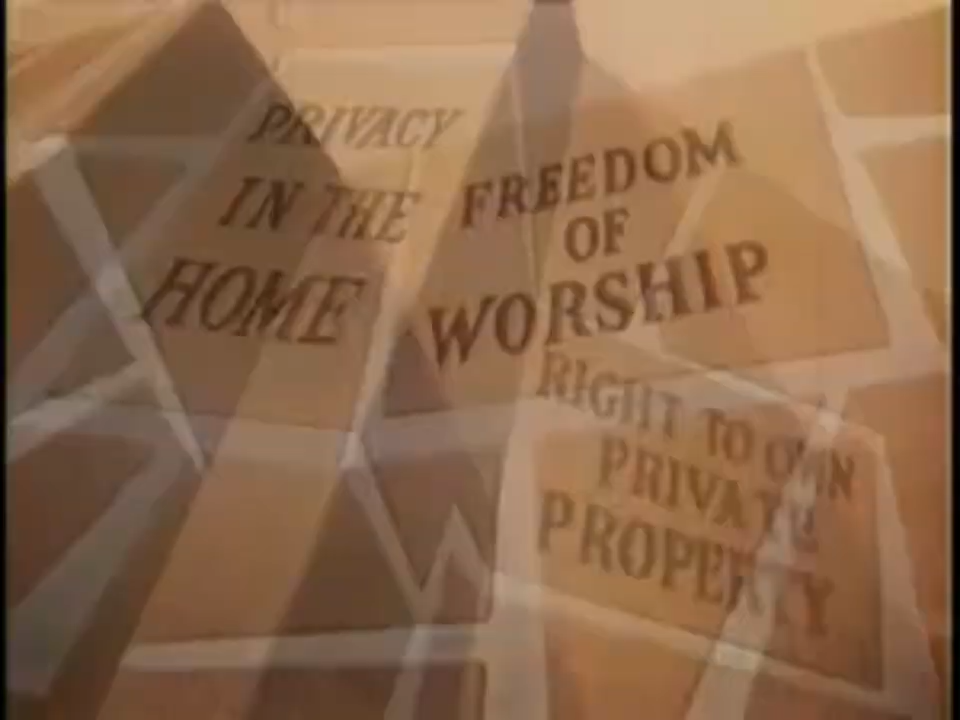 PRIVACY
IN THE
HOME
FREEDOM
OF
WORSHIP
RIGHT TO OWN
PRIVATE
PROPERTY